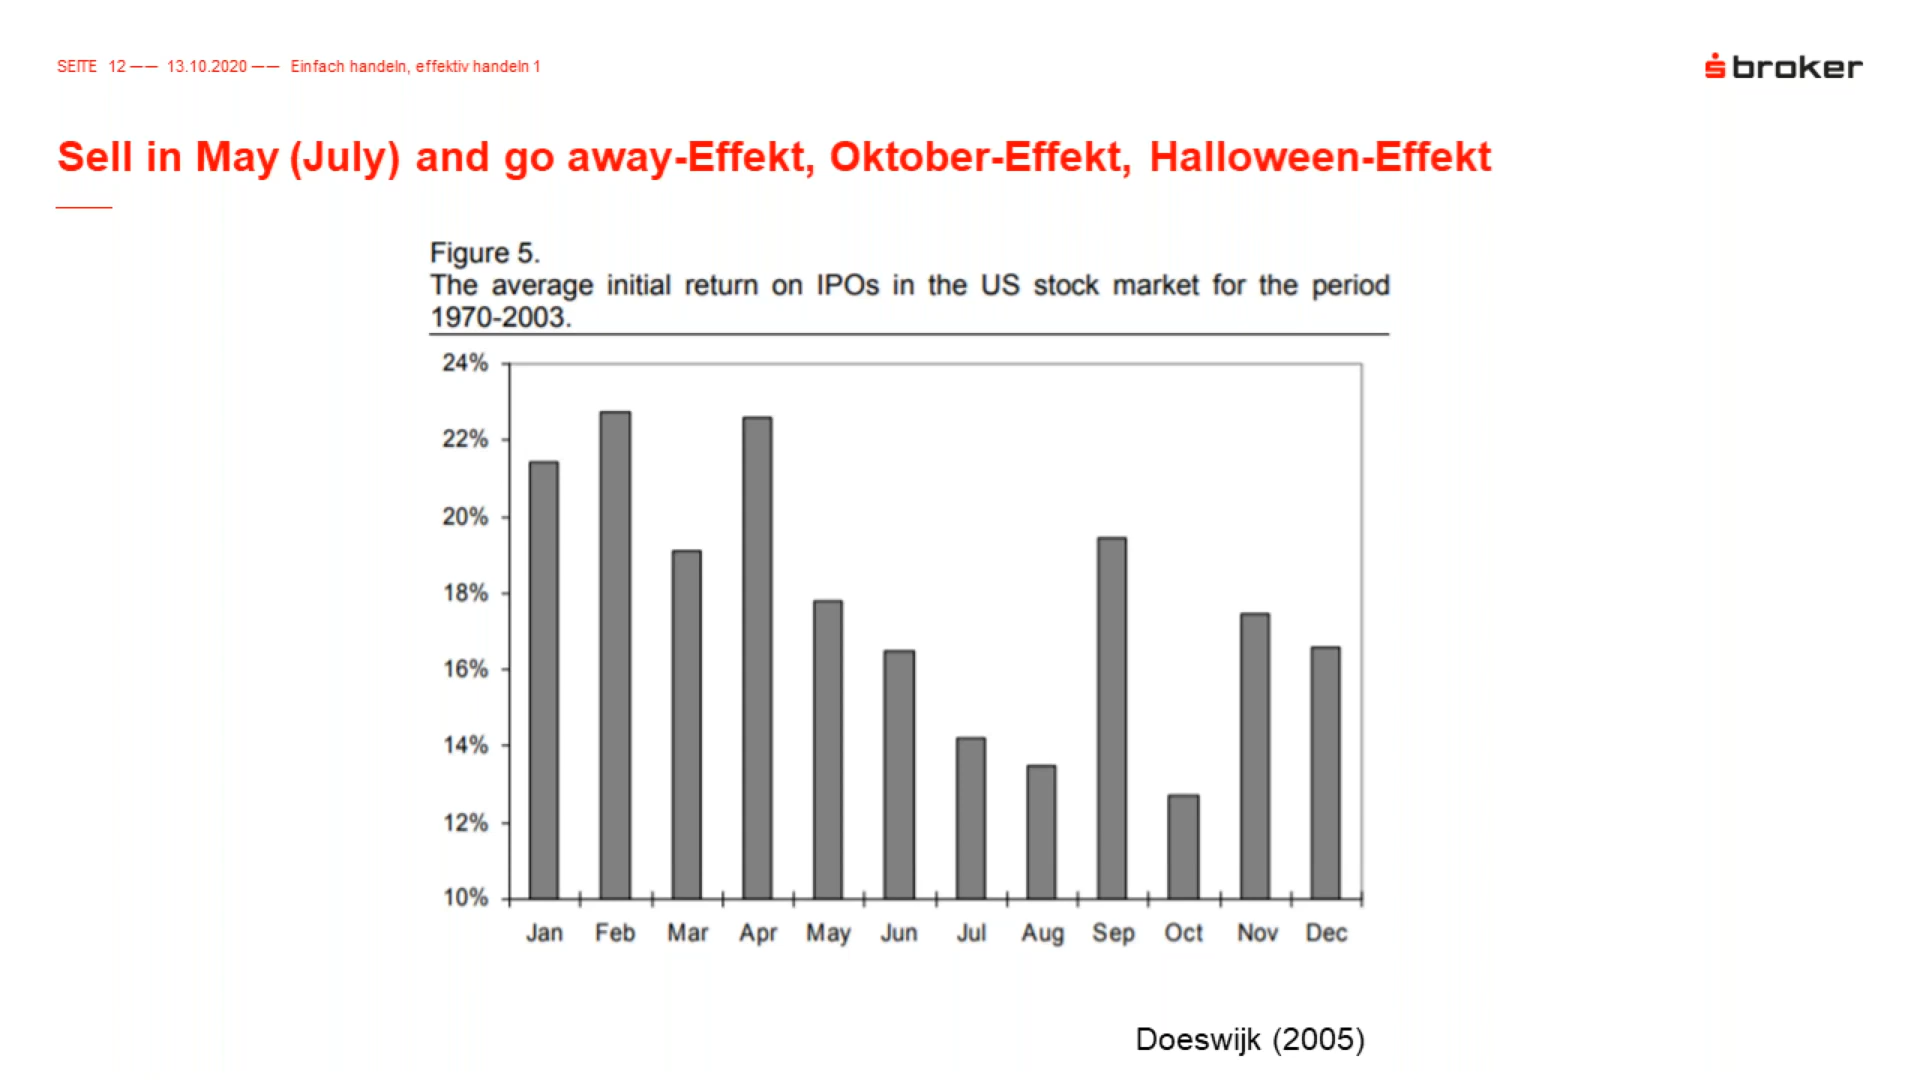 SEITE 12 —— 13.10.2020 —— Einfach handeln, effektiv handeln 1
broker
Sell in May (July) and go away-Effekt, Oktober-Effekt, Halloween-Effekt
Figure 5.
The average initial return on IPOs in the US stock market for the period
1970-2003.
24%
22%
20%
18%
16%
14%
12%
10%
Jan Feb Mar Apr May Jun Jul Aug Sep Oct Nov Dec
Doeswijk (2005)